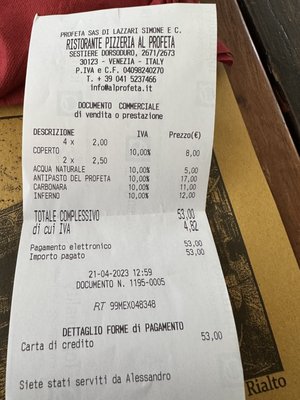 PROFETA SAS DI LAZZARI SIMONE E C.
RISTORANTE PIZZERIA AL PROFETA
SESTIERE DORSODURO, 2671/2673
30123 - VENEZIA - ITALY
P.IVA e C.F. 04098240270
T. + 39 041 5237466
info@alprofeta.it
DOCUMENTO COMMERCIALE
di vendita o prestazione
DESCRIZIONE IVA Prezzo(€)
4 x 2,00
COPERTO 10,00% 8,00
2 x 2,50
ACQUA NATURALE 10,00% 5,00
ANTIPASTO DEL PROFETA 10,00% 17,00
CARBONARA 10,00% 11,00
INFERNO 10,00% 12,00
TOTALE COMPLESSIVO 53,00
di cui IVA 4,82
Pagamento elettronico 53,00
Importo pagato 53,00
21-04-2023 12:59
DOCUMENTO N. 1195-0005
RT 99MEX048348
DETTAGLIO FORME di PAGAMENTO
Carta di credito 53,00
Siete stati serviti da Alessandro
Rialto